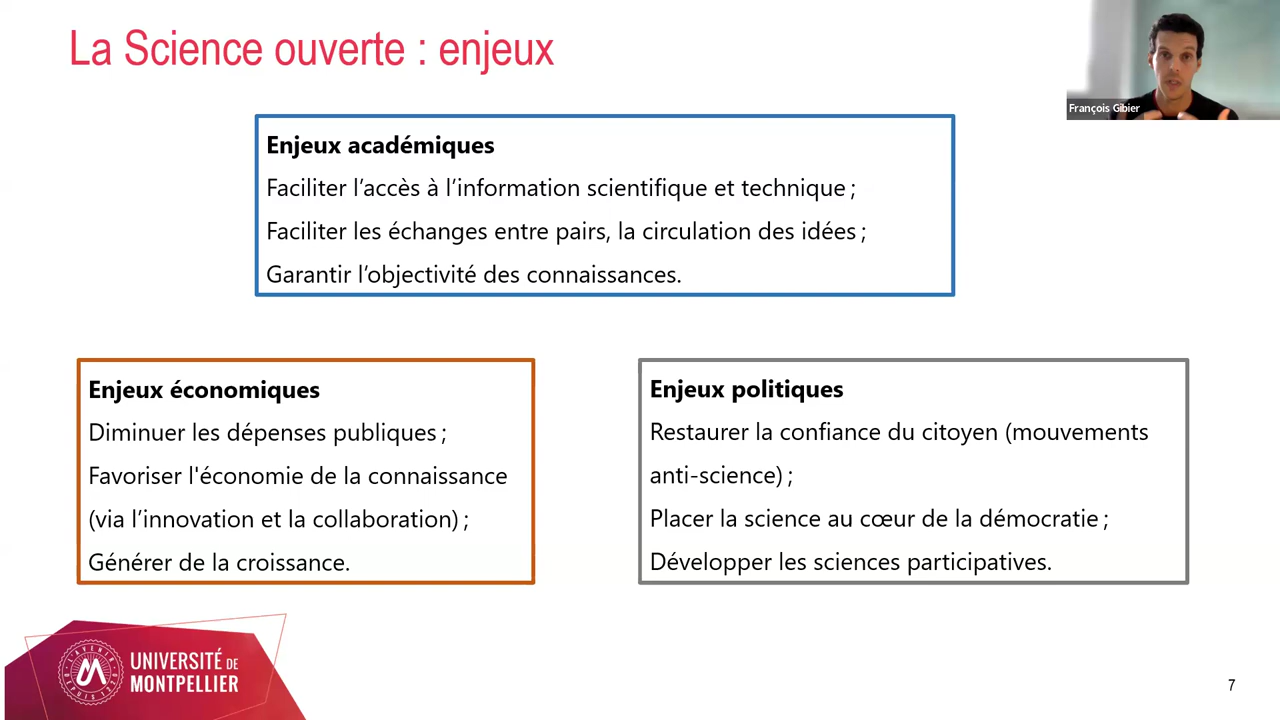 La Science ouverte : enjeux
François Gibier
Enjeux académiques
Faciliter l’accès à l’information scientifique et technique ;
Faciliter les échanges entre pairs, la circulation des idées ;
Garantir l’objectivité des connaissances.
Enjeux économiques
Diminuer les dépenses publiques ;
Favoriser l'économie de la connaissance
(via l’innovation et la collaboration) ;
Générer de la croissance.
Enjeux politiques
Restaurer la confiance du citoyen (mouvements
anti-science) ;
Placer la science au cœur de la démocratie ;
Développer les sciences participatives.
UNIVERSITÉ DE
MONTPELLIER
7